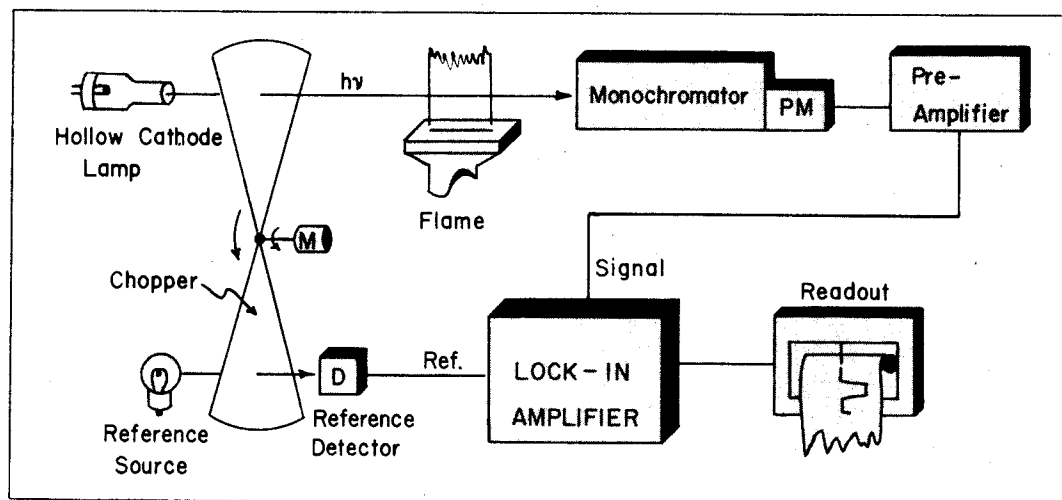 Hollow Cathode
Lamp
hν
Flame
Monochromator
PM
Pre-
Amplifier
M
Chopper
Signal
Readout
Reference
Source
D
Reference
Detector
Ref.
LOCK-IN
AMPLIFIER